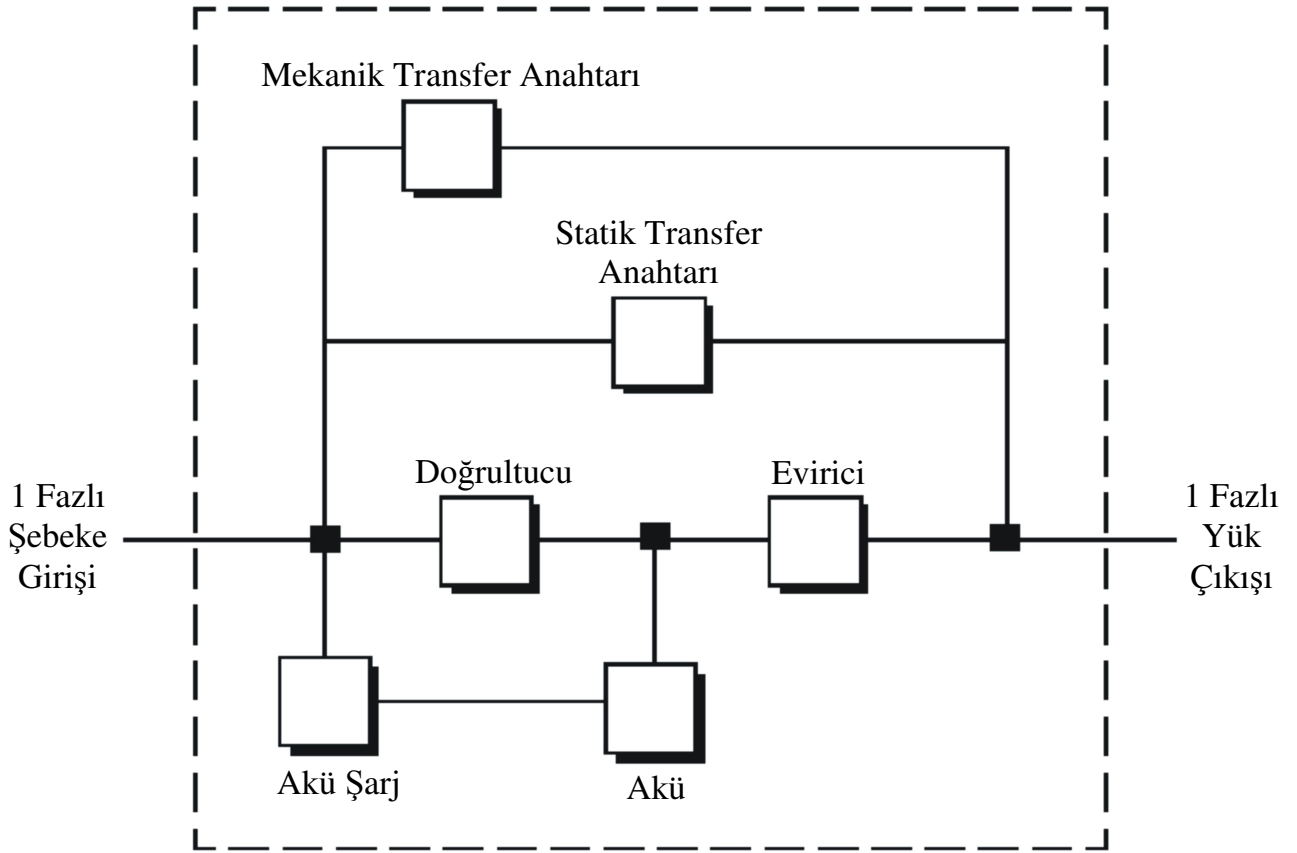 Mekanik Transfer Anahtarı
Statik Transfer
Anahtarı
Doğrultucu
Evirici
1 Fazlı
Şebeke
Girişi
1 Fazlı
Yük
Çıkışı
Akü Şarj
Akü